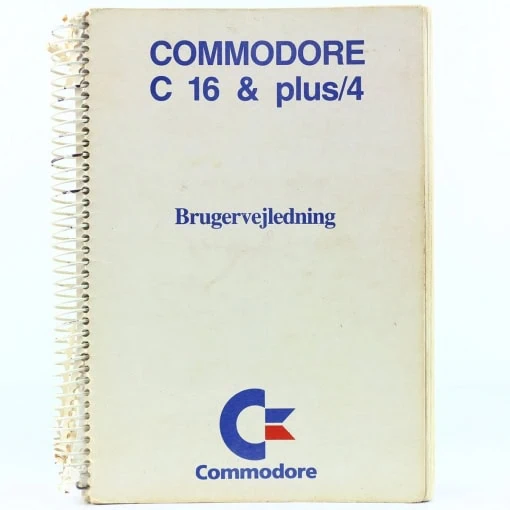 COMMODORE
C 16 & plus/4
Brugervejledning
Commodore